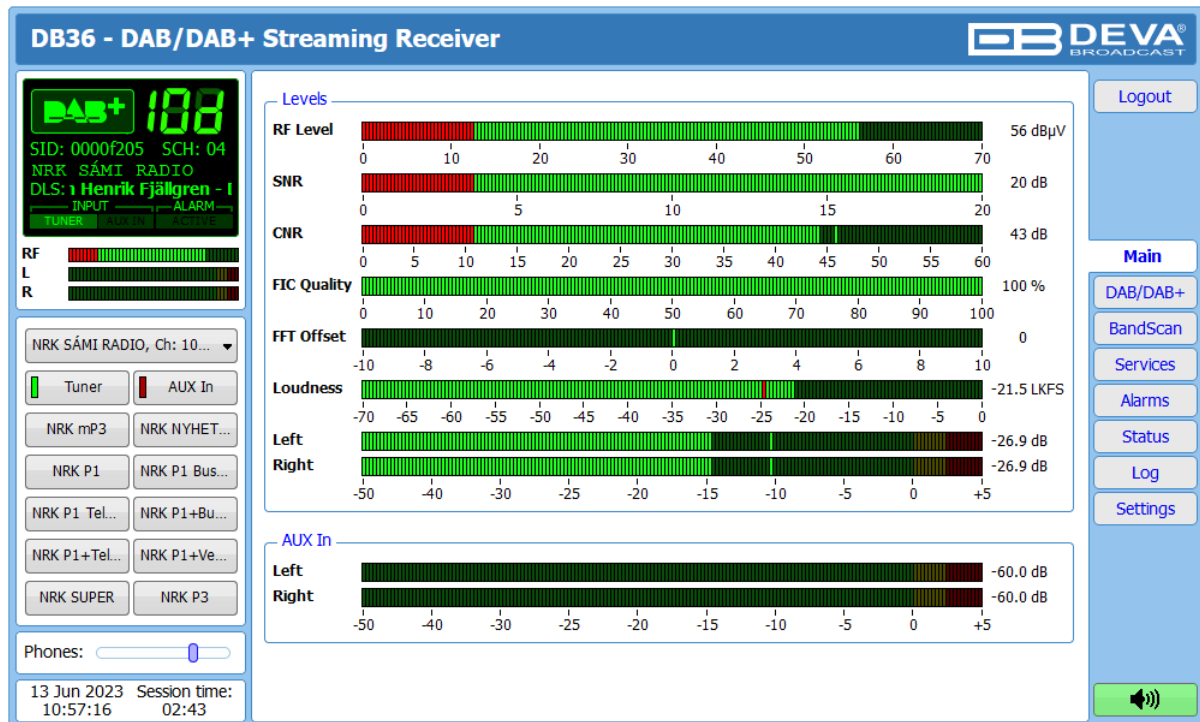 DB36 - DAB/DAB+ Streaming Receiver
DB DEVA®
BROADCAST
DAB+ 10d
SID: 0000f205 SCH: 04
NRK SÁMI RADIO
DLS: Henrik Fjällgren -
INPUT ALARM
TUNER AUX IN ACTIVE
RF
L
R
NRK SÁMI RADIO, Ch: 10...
Tuner AUX In
NRK mP3 NRK NYHET...
NRK P1 NRK P1 Bus...
NRK P1 Tel... NRK P1+Bu...
NRK P1+Tel... NRK P1+Ve...
NRK SUPER NRK P3
Phones:
13 Jun 2023 Session time:
10:57:16 02:43
Levels
RF Level 56 dBµV
0 10 20 30 40 50 60 70
SNR 20 dB
0 5 10 15 20
CNR 43 dB
0 5 10 15 20 25 30 35 40 45 50 55 60
FIC Quality 100 %
0 10 20 30 40 50 60 70 80 90 100
FFT Offset 0
-10 -8 -6 -4 -2 0 2 4 6 8 10
Loudness -21.5 LKFS
-70 -65 -60 -55 -50 -45 -40 -35 -30 -25 -20 -15 -10 -5 0
Left -26.9 dB
Right -26.9 dB
-50 -40 -30 -25 -20 -15 -10 -5 0 +5
AUX In
Left -60.0 dB
Right -60.0 dB
-50 -40 -30 -25 -20 -15 -10 -5 0 +5
Logout
Main
DAB/DAB+
BandScan
Services
Alarms
Status
Log
Settings